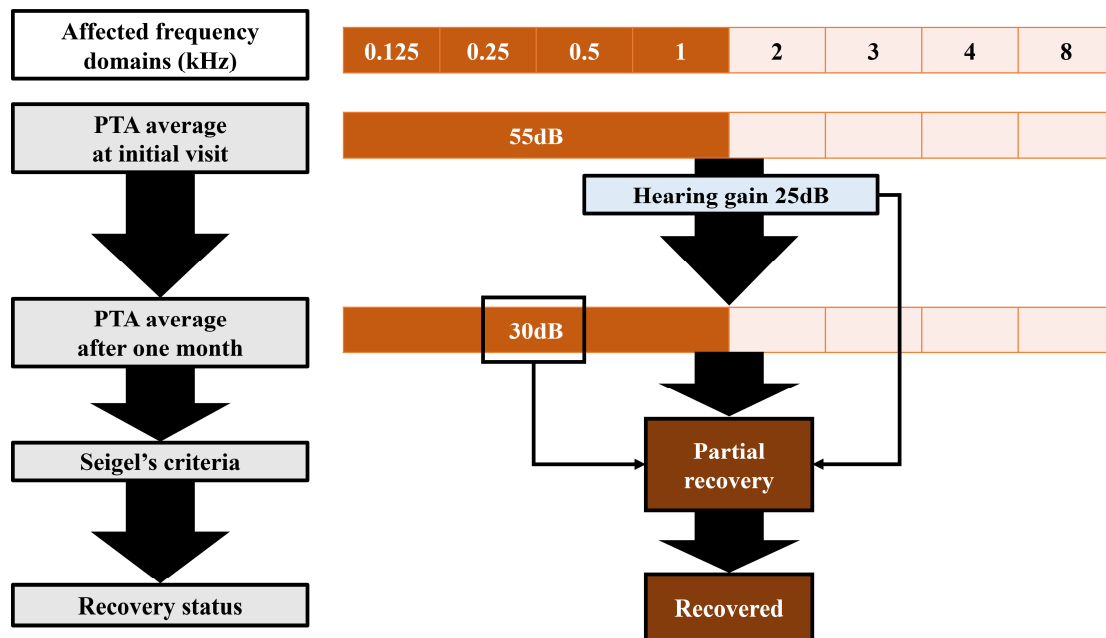 Affected frequency
domains (kHz)
0.125 0.25 0.5 1 2 3 4 8
PTA average
at initial visit
55dB
Hearing gain 25dB
PTA average
after one month
30dB
Seigel's criteria
Partial
recovery
Recovery status
Recovered